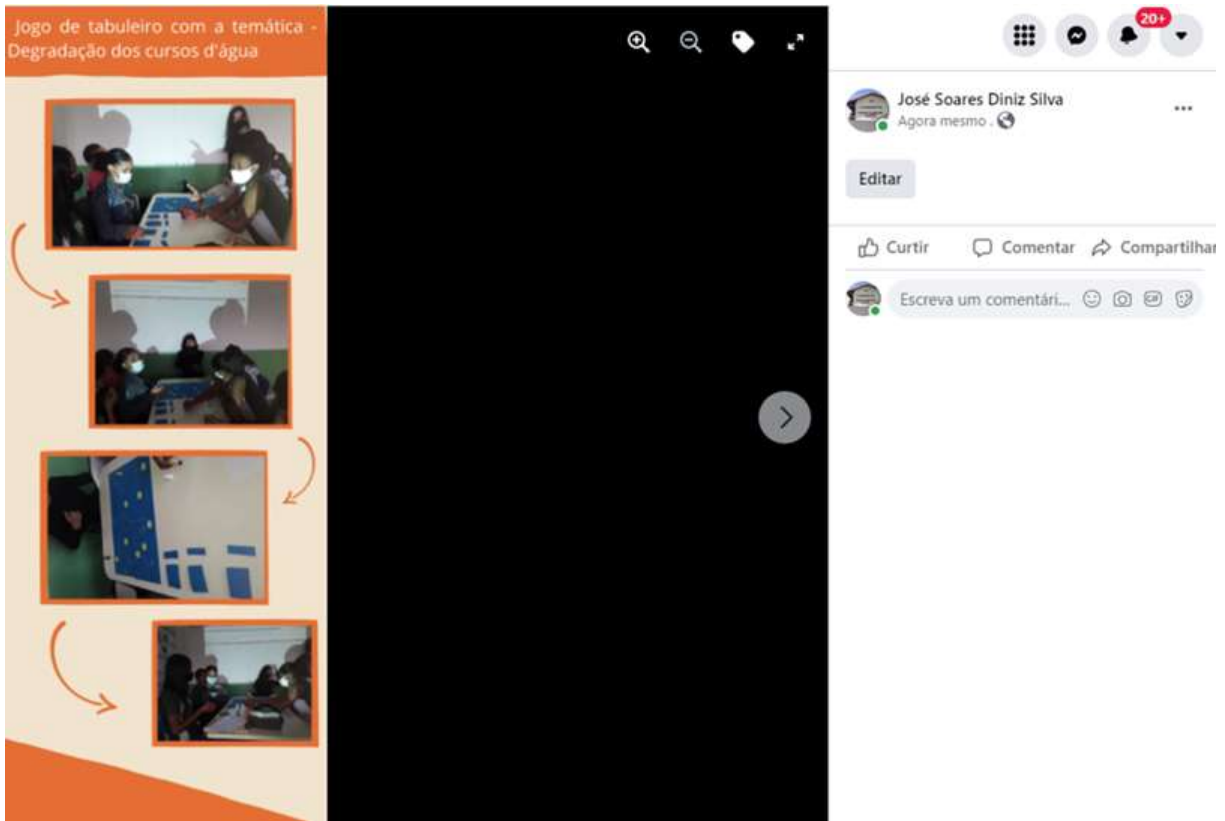 Jogo de tabuleiro com a temática -
Degradação dos cursos d'água
20+
José Soares Diniz Silva
Agora mesmo .
Editar
Curtir
Comentar
Compartilhar
Escreva um comentári...
GIF